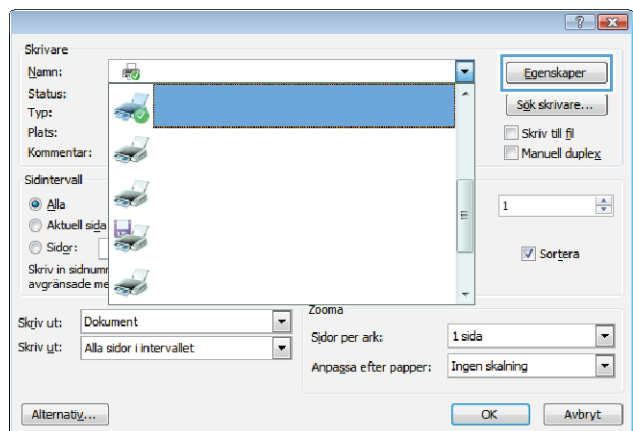 Skrivare
Namn:
Egenskaper
Status:
Sök skrivare...
Typ:
Plats:
Skriv till fil
Kommentar:
Manuell duplex
Sidintervall
Alla
1
Aktuell sida
Sidor:
Sortera
Skriv in sidnumr
avgränsade me
Zooma
Skriv ut: Dokument
Sidor per ark: 1 sida
Skriv ut: Alla sidor i intervallet
Anpassa efter papper: Ingen skalning
Alternativ...
OK
Avbryt